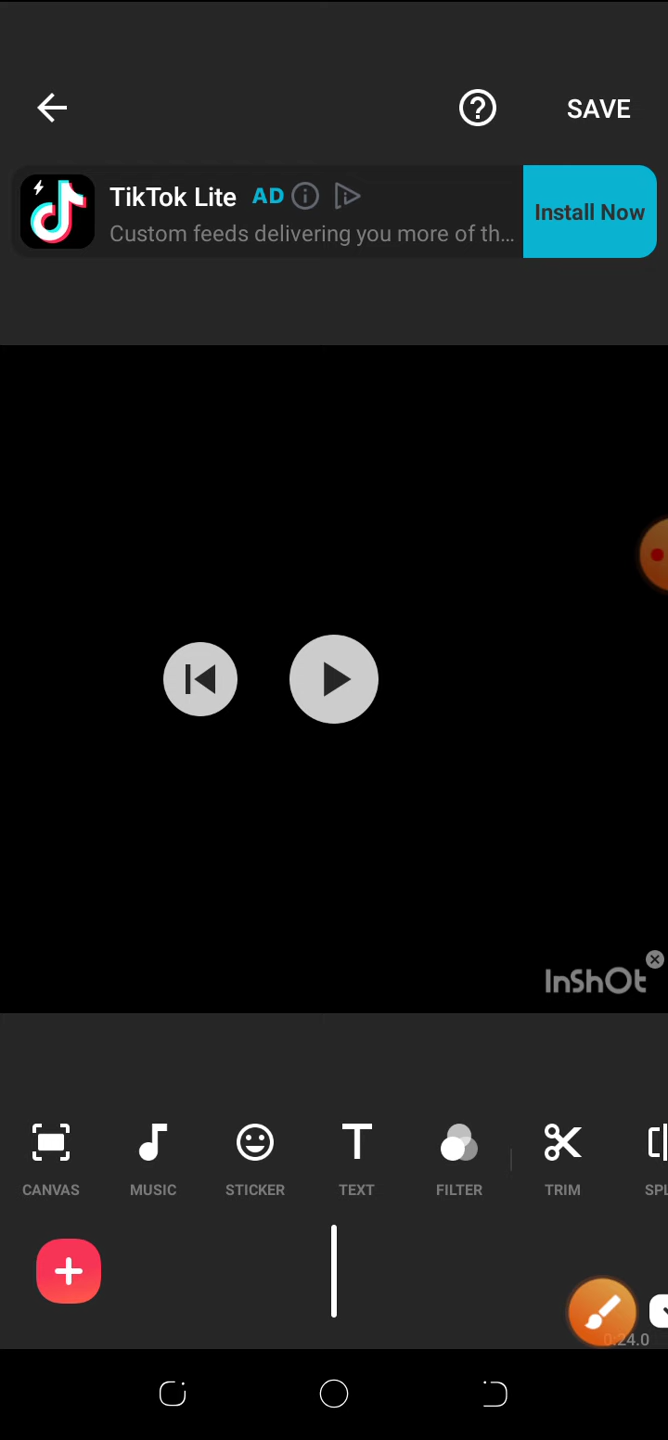 SAVE
TikTok Lite AD
Custom feeds delivering you more of th...
Install Now
InShOt
CANVAS MUSIC STICKER TEXT FILTER TRIM SPL
0:24.0